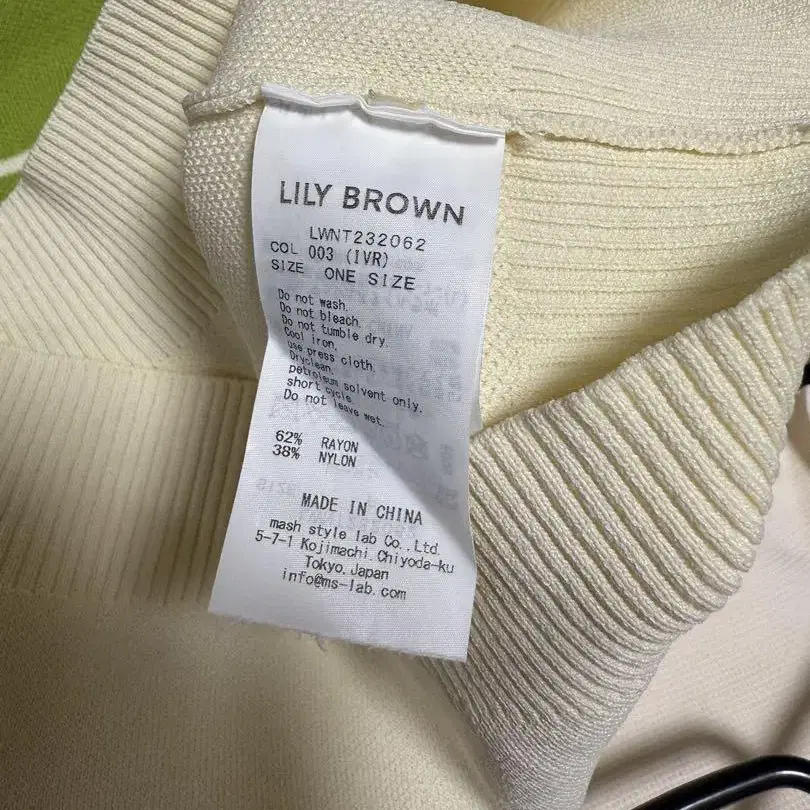 LILY BROWN
LWNT232062
COL 003 (IVR)
SIZE ONE SIZE
Do not wash.
Do not bleach.
Do not tumble dry.
Cool iron.
use press cloth.
Dryclean.
petroleum solvent only.
short cycle
Do not leave wet.
62% RAYON
38% NYLON
MADE IN CHINA
mash style lab Co.,Ltd.
5-7-1 Kojimachi.Chiyoda-ku
Tokyo.Japan
info@ms-lab.com